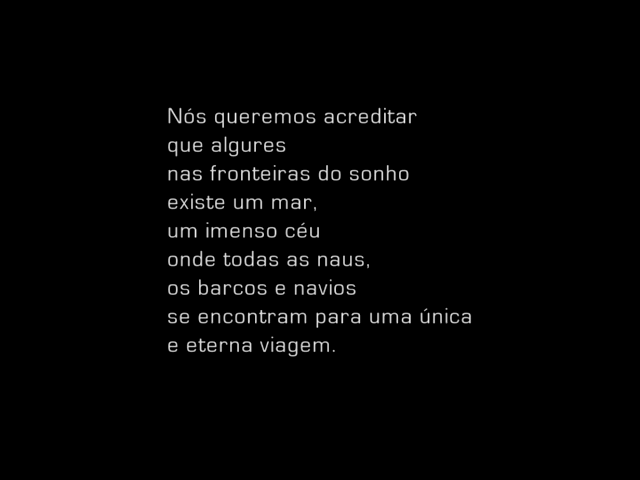 Nós queremos acreditar
que algures
nas fronteiras do sonho
existe um mar,
um imenso céu
onde todas as naus,
os barcos e navios
se encontram para uma única
e eterna viagem.